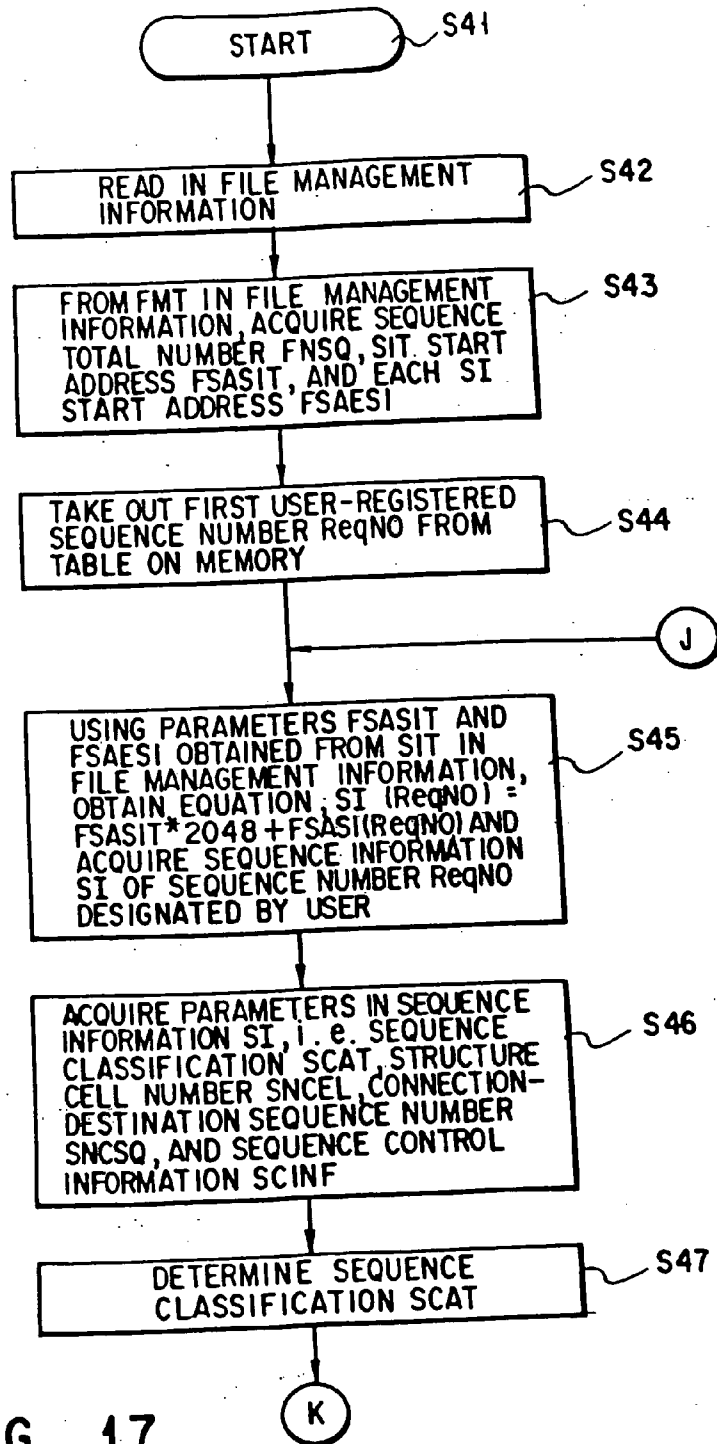 START
S41
READ IN FILE MANAGEMENT
INFORMATION
S42
FROM FMT IN FILE MANAGEMENT
INFORMATION, ACQUIRE SEQUENCE
TOTAL NUMBER FNSQ, SIT START
ADDRESS FSASIT, AND EACH SI
START ADDRESS FSAESI
S43
TAKE OUT FIRST USER-REGISTERED
SEQUENCE NUMBER ReqNO FROM
TABLE ON MEMORY
S44
J
USING PARAMETERS FSASIT AND
FSAESI OBTAINED FROM SIT IN
FILE MANAGEMENT INFORMATION,
OBTAIN EQUATION, SI (ReqNO) =
FSASIT*2048+FSASI(ReqNO) AND
ACQUIRE SEQUENCE INFORMATION
SI OF SEQUENCE NUMBER ReqNO
DESIGNATED BY USER
S45
ACQUIRE PARAMETERS IN SEQUENCE
INFORMATION SI, i. e. SEQUENCE
CLASSIFICATION SCAT, STRUCTURE
CELL NUMBER SNCEL, CONNECTION-
DESTINATION SEQUENCE NUMBER
SNCSQ, AND SEQUENCE CONTROL
INFORMATION SCINF
S46
DETERMINE SEQUENCE
CLASSIFICATION SCAT
S47
K
G. 17